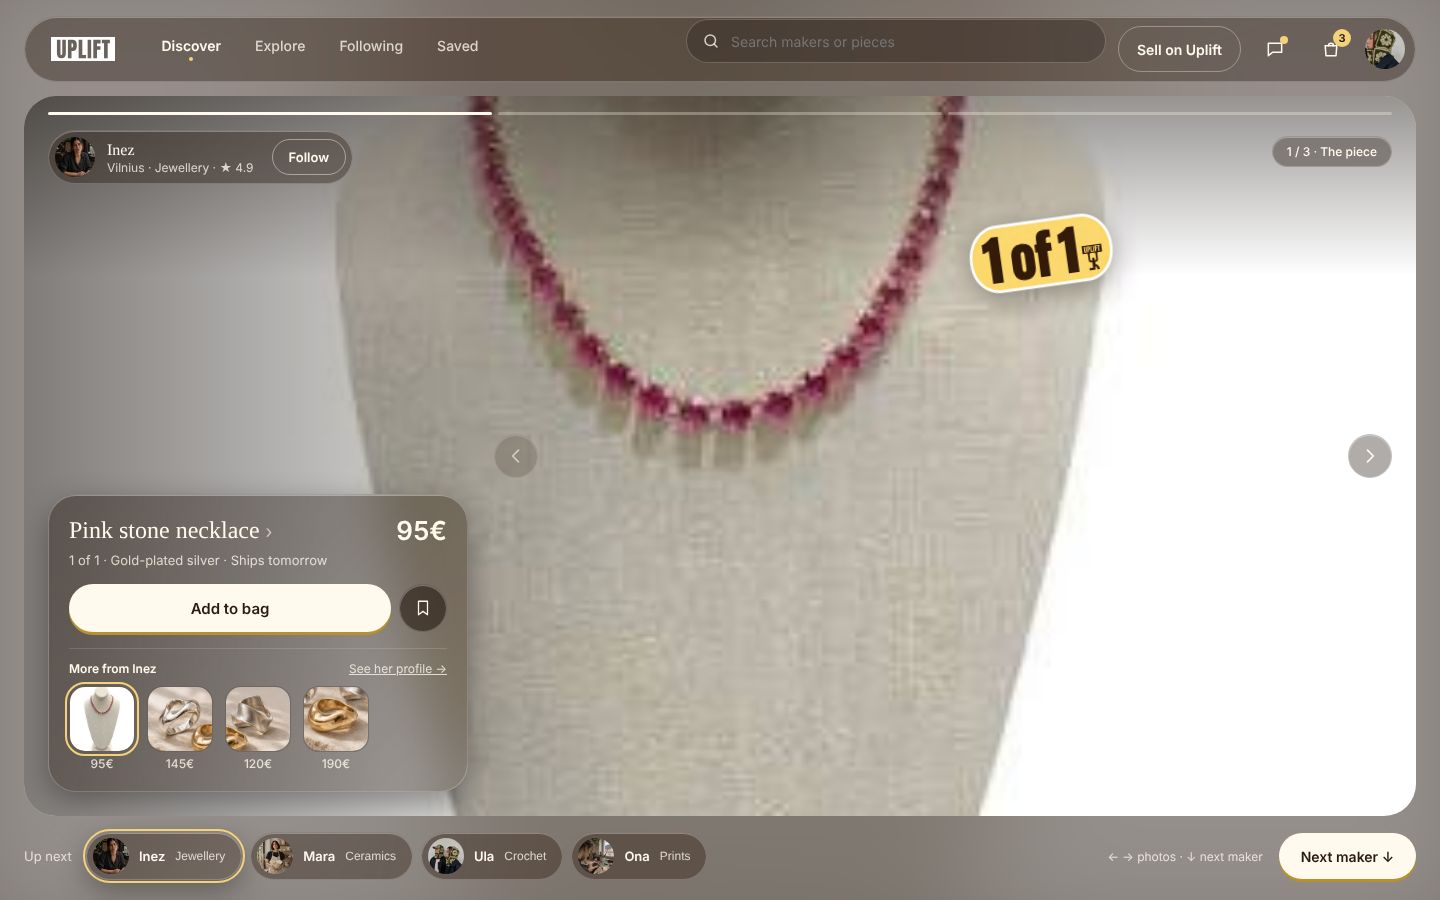 UPLIFT
Discover
Explore
Following
Saved
Search makers or pieces
Sell on Uplift
3
Inez
Vilnius · Jewellery · ★ 4.9
Follow
1 / 3 · The piece
1 of 1
UPLIFT
Pink stone necklace ›
95€
1 of 1 · Gold-plated silver · Ships tomorrow
Add to bag
More from Inez
See her profile →
95€
145€
120€
190€
Up next
Inez Jewellery
Mara Ceramics
Ula Crochet
Ona Prints
← → photos · ↓ next maker
Next maker ↓